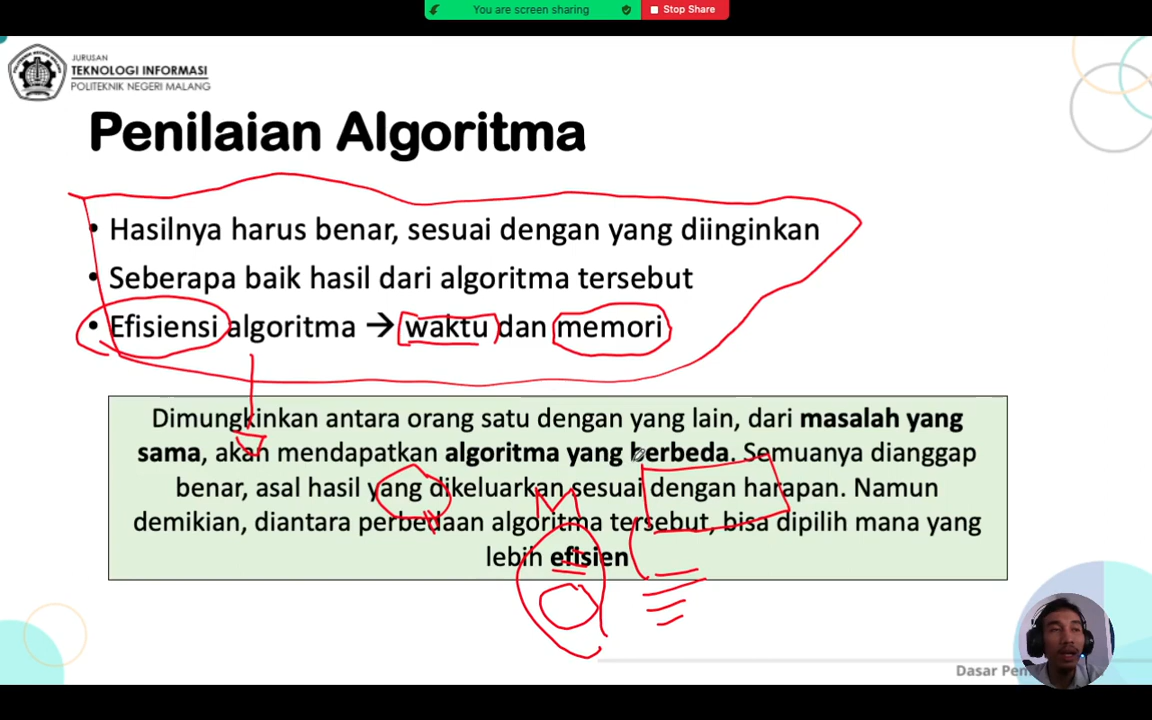 You are screen sharing
Stop Share
JURUSAN
TEKNOLOGI INFORMASI
POLITEKNIK NEGERI MALANG
Penilaian Algoritma
• Hasilnya harus benar, sesuai dengan yang diinginkan
• Seberapa baik hasil dari algoritma tersebut
• Efisiensi algoritma → waktu dan memori
Dimungkinkan antara orang satu dengan yang lain, dari masalah yang
sama, akan mendapatkan algoritma yang berbeda. Semuanya dianggap
benar, asal hasil yang dikeluarkan sesuai dengan harapan. Namun
demikian, diantara perbedaan algoritma tersebut, bisa dipilih mana yang
lebih efisien
Dasar